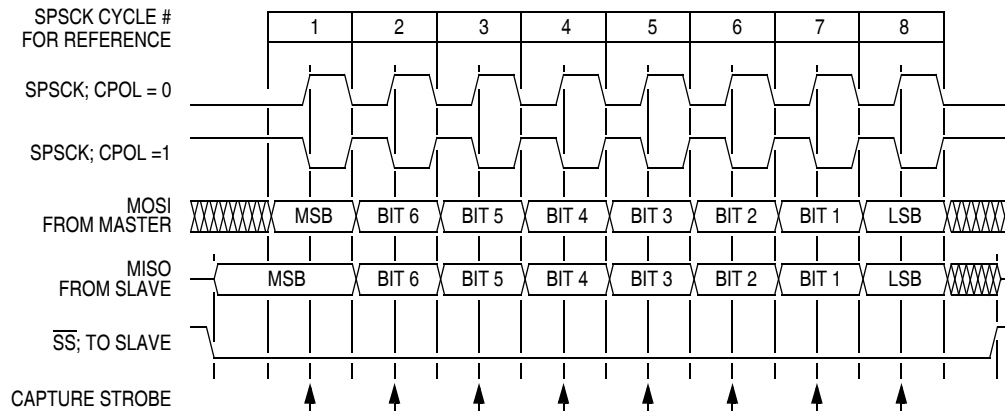 SPSCK CYCLE #
FOR REFERENCE
1 2 3 4 5 6 7 8
SPSCK; CPOL = 0
SPSCK; CPOL =1
MOSI
FROM MASTER
MSB BIT 6 BIT 5 BIT 4 BIT 3 BIT 2 BIT 1 LSB
MISO
FROM SLAVE
MSB BIT 6 BIT 5 BIT 4 BIT 3 BIT 2 BIT 1 LSB
SS; TO SLAVE
CAPTURE STROBE